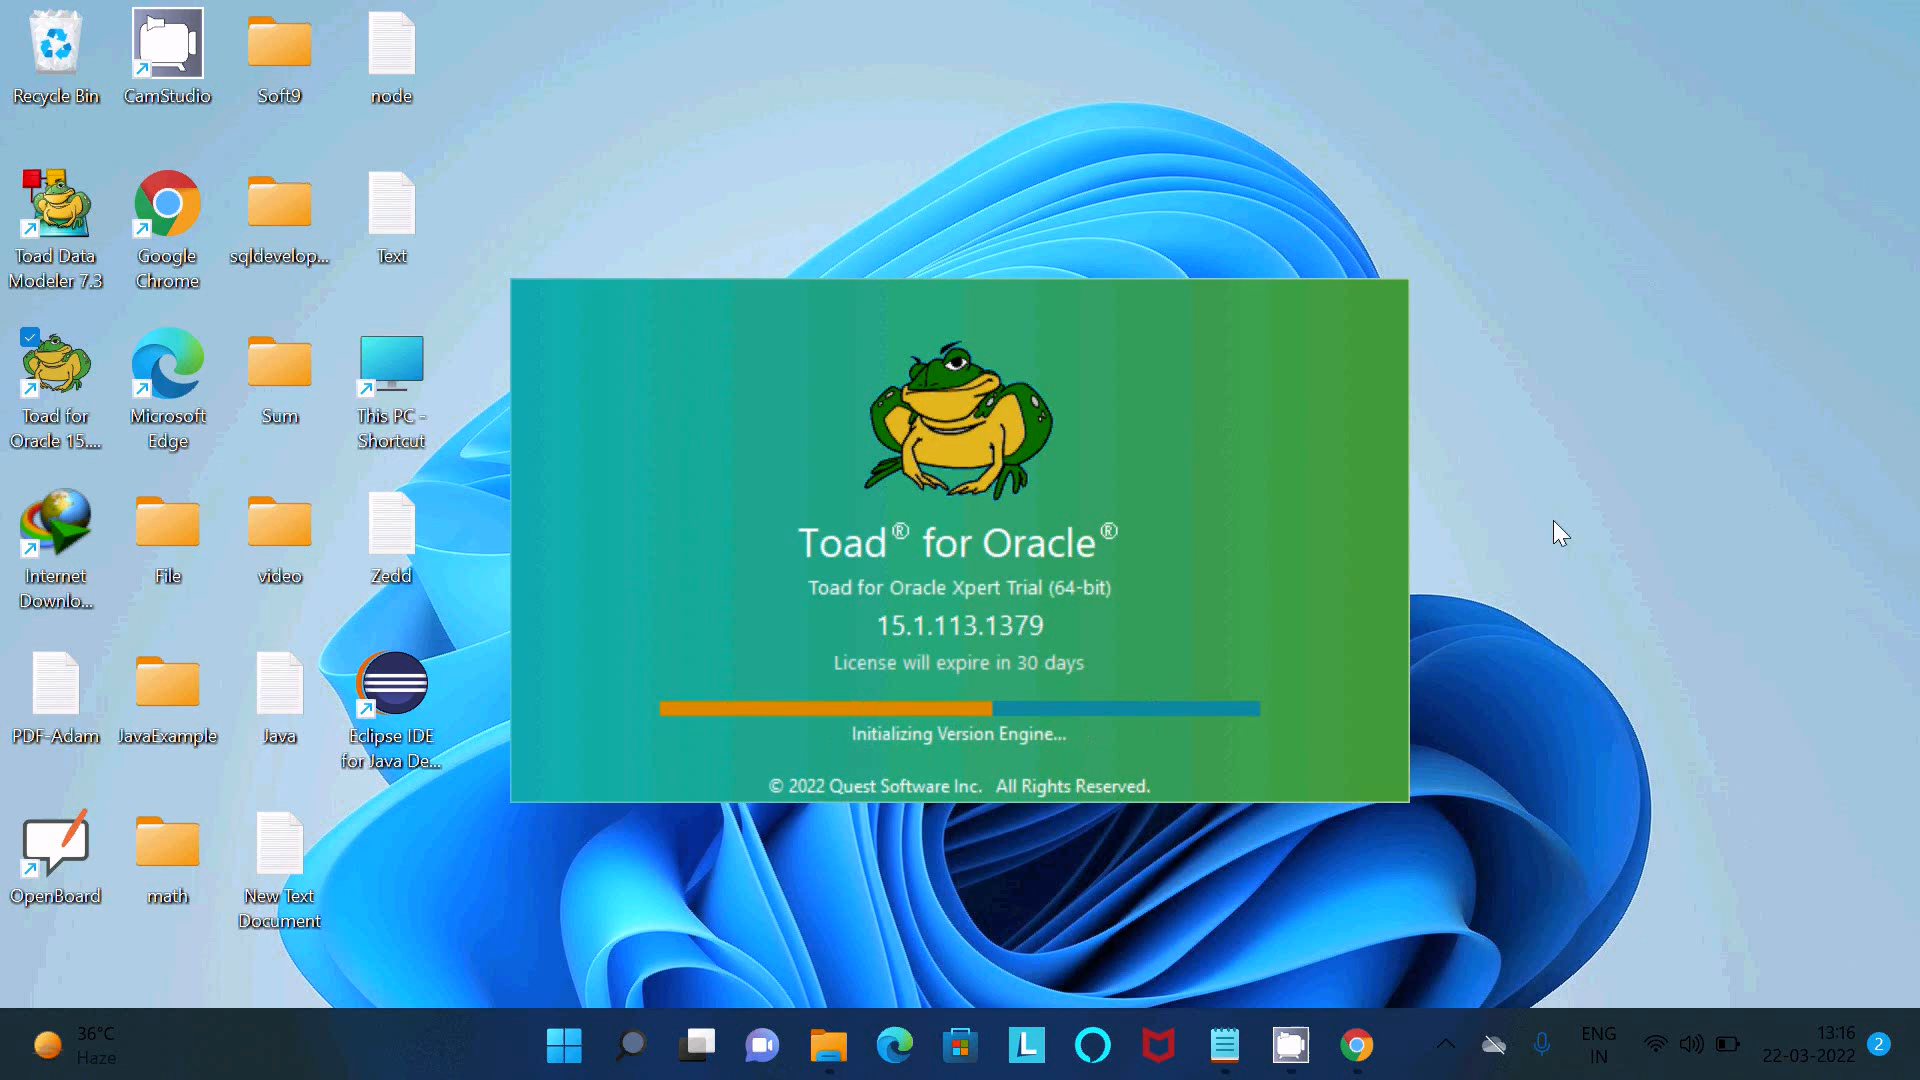 Recycle Bin
CamStudio
Soft9
node
Toad Data
Modeler 7.3
Google
Chrome
sqldevelop...
Text
Toad for
Oracle 15....
Microsoft
Edge
Sum
This PC -
Shortcut
Internet
Downlo...
File
video
Zedd
PDF-Adam
JavaExample
Java
Eclipse IDE
for Java De...
OpenBoard
math
New Text
Document
Toad® for Oracle®
Toad for Oracle Xpert Trial (64-bit)
15.1.113.1379
License will expire in 30 days
Initializing Version Engine...
© 2022 Quest Software Inc. All Rights Reserved.
36°C
Haze
L
ENG
IN
13:16
22-03-2022
2